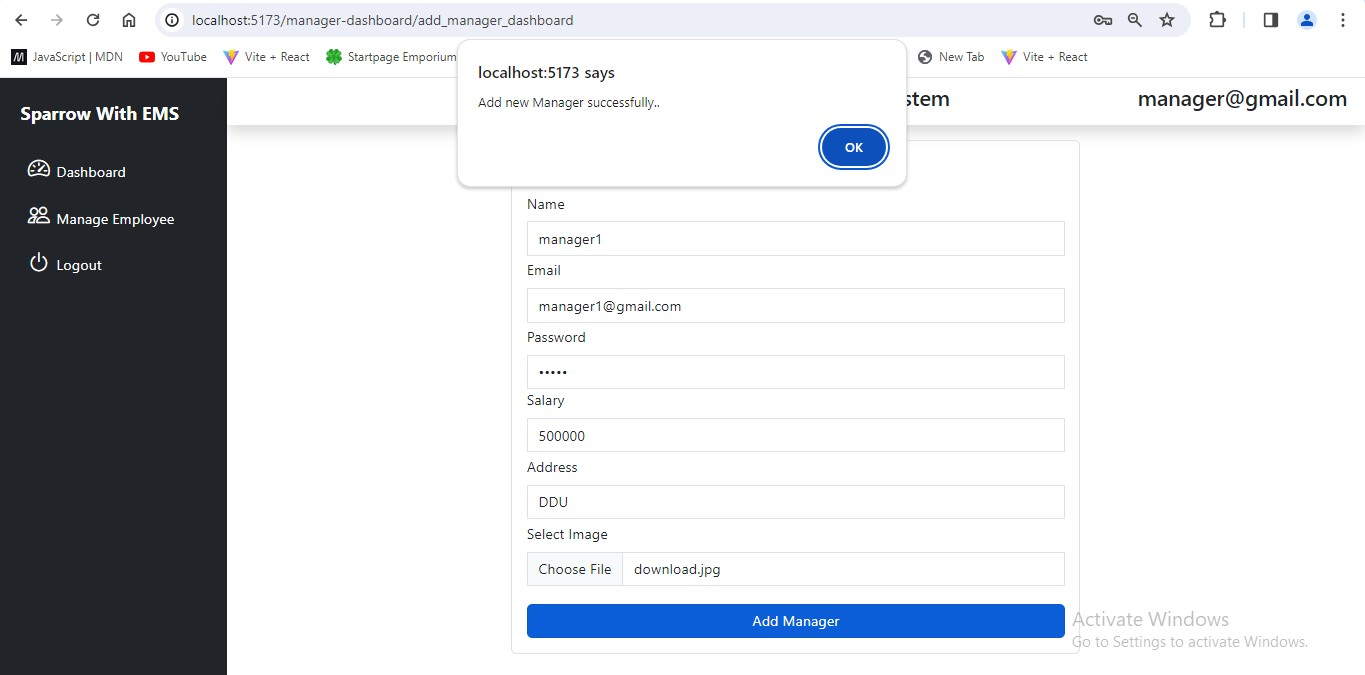 localhost:5173/manager-dashboard/add_manager_dashboard
JavaScript | MDN YouTube Vite + React Startpage Emporium New Tab Vite + React
localhost:5173 says
Add new Manager successfully..
OK
manager@gmail.com
Sparrow With EMS
Dashboard
Manage Employee
Logout
Name
manager1
Email
manager1@gmail.com
Password
•••••
Salary
500000
Address
DDU
Select Image
Choose File download.jpg
Add Manager
Activate Windows
Go to Settings to activate Windows.